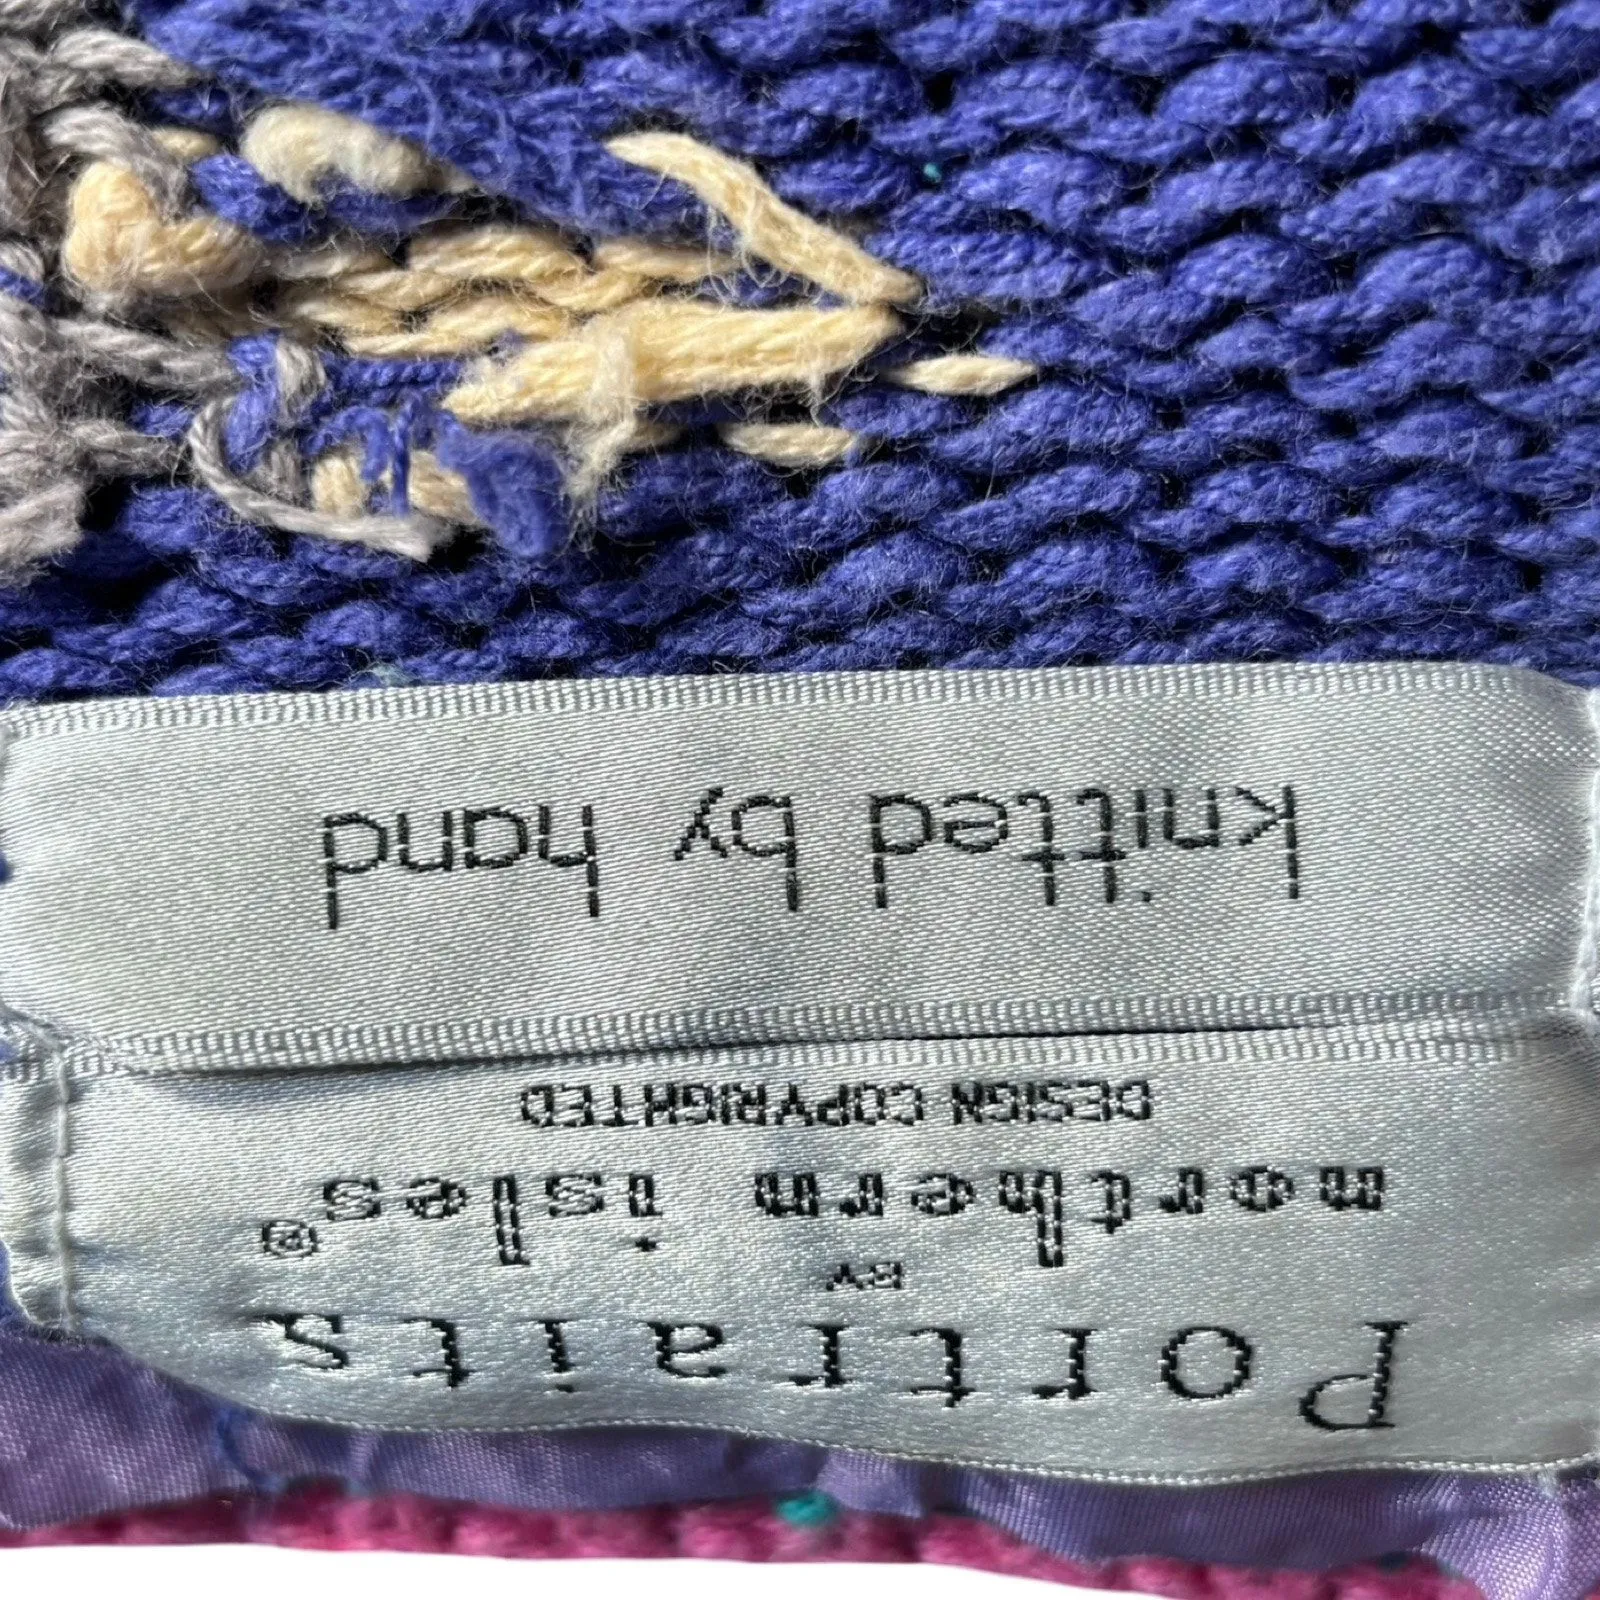 Portraits
BY
northern isles®
DESIGN COPYRIGHTED
knitted by hand